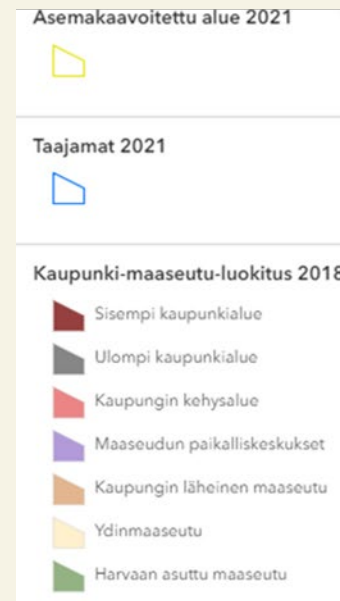 Asemakaavoitettu alue 2021
Taajamat 2021
Kaupunki-maaseutu-luokitus 2018
Sisempi kaupunkialue
Ulompi kaupunkialue
Kaupungin kehysalue
Maaseudun paikalliskeskukset
Kaupungin läheinen maaseutu
Ydinmaaseutu
Harvaan asuttu maaseutu